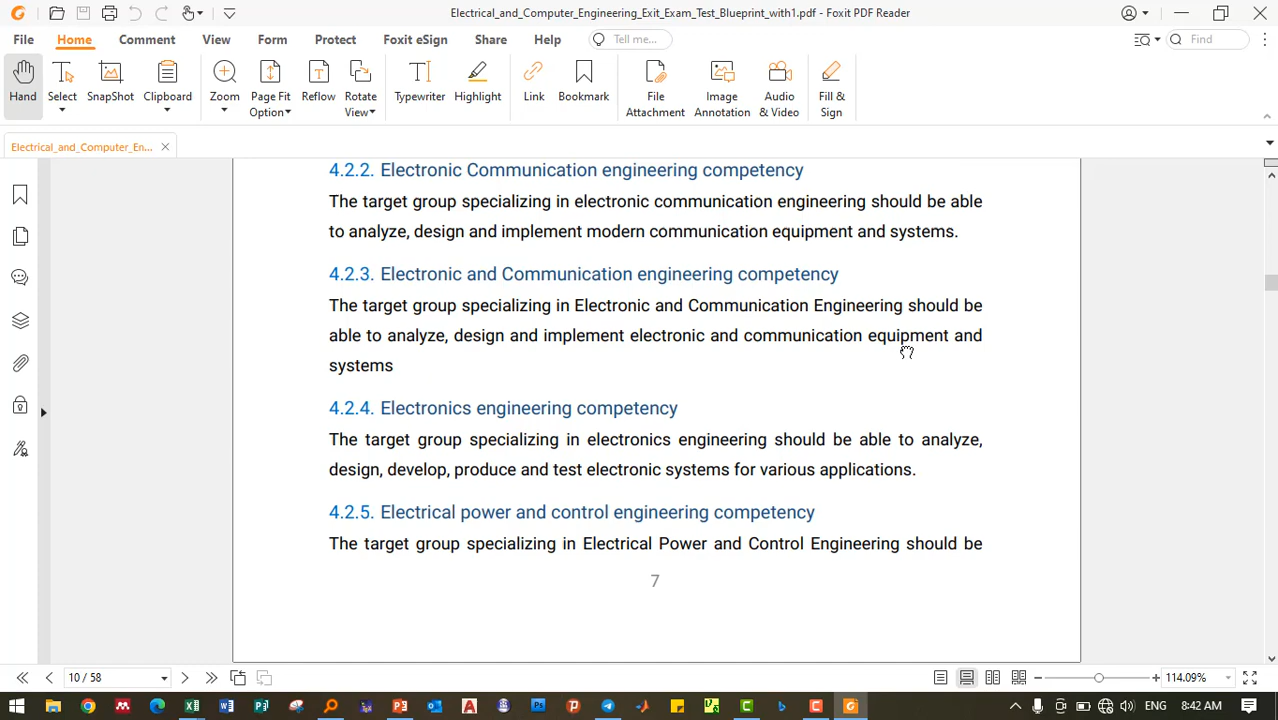 Electrical_and_Computer_Engineering_Exit_Exam_Test_Blueprint_with1.pdf - Foxit PDF Reader
File Home Comment View Form Protect Foxit eSign Share Help Tell me... Find
Hand Select SnapShot Clipboard Zoom Page Fit Option Reflow Rotate View Typewriter Highlight Link Bookmark File Attachment Image Annotation Audio & Video Fill & Sign
Electrical_and_Computer_En...
4.2.2. Electronic Communication engineering competency
The target group specializing in electronic communication engineering should be able
to analyze, design and implement modern communication equipment and systems.
4.2.3. Electronic and Communication engineering competency
The target group specializing in Electronic and Communication Engineering should be
able to analyze, design and implement electronic and communication equipment and
systems
4.2.4. Electronics engineering competency
The target group specializing in electronics engineering should be able to analyze,
design, develop, produce and test electronic systems for various applications.
4.2.5. Electrical power and control engineering competency
The target group specializing in Electrical Power and Control Engineering should be
7
10 / 58 114.09%
ENG 8:42 AM